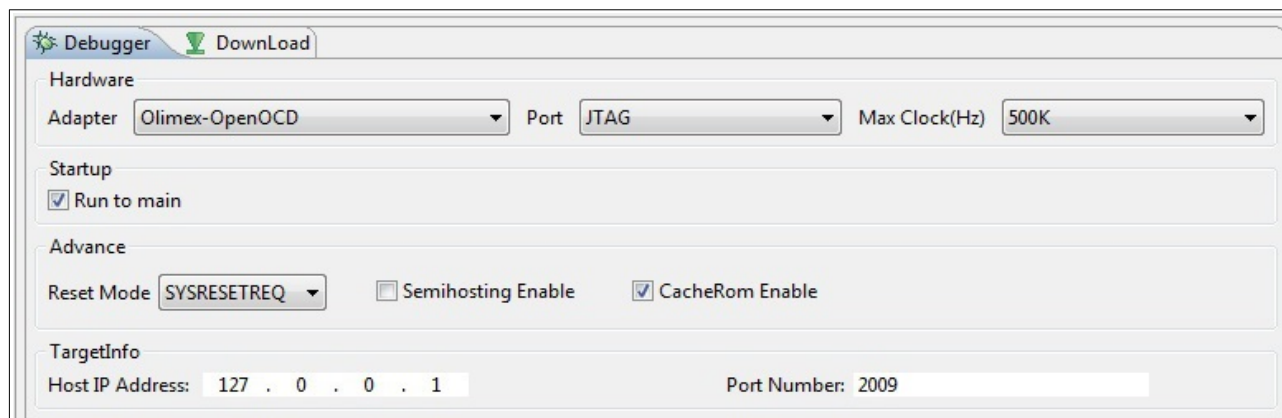 Debugger DownLoad
Hardware
Adapter Olimex-OpenOCD Port JTAG Max Clock(Hz) 500K
Startup
Run to main
Advance
Reset Mode SYSRESETREQ Semihosting Enable CacheRom Enable
TargetInfo
Host IP Address: 127 . 0 . 0 . 1 Port Number: 2009